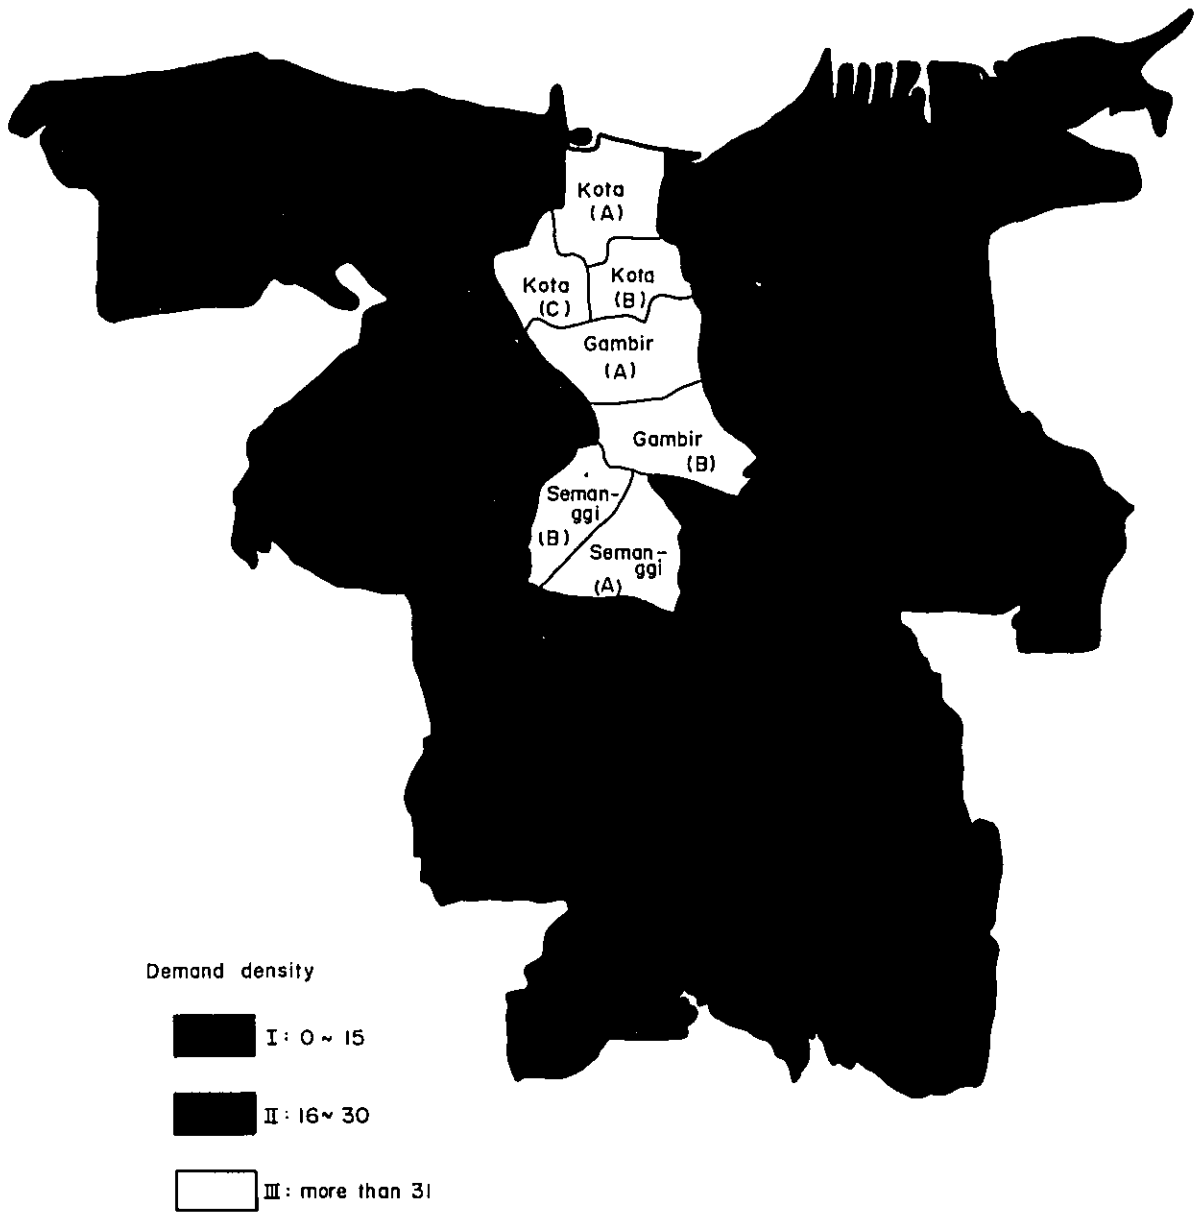 Kota
(A)
Kota
(C)
Kota
(B)
Gambir
(A)
Gambir
(B)
Seman-
ggi
(B)
Seman-
ggi
(A)
Demand density
I : 0 ~ 15
II : 16 ~ 30
III : more than 31